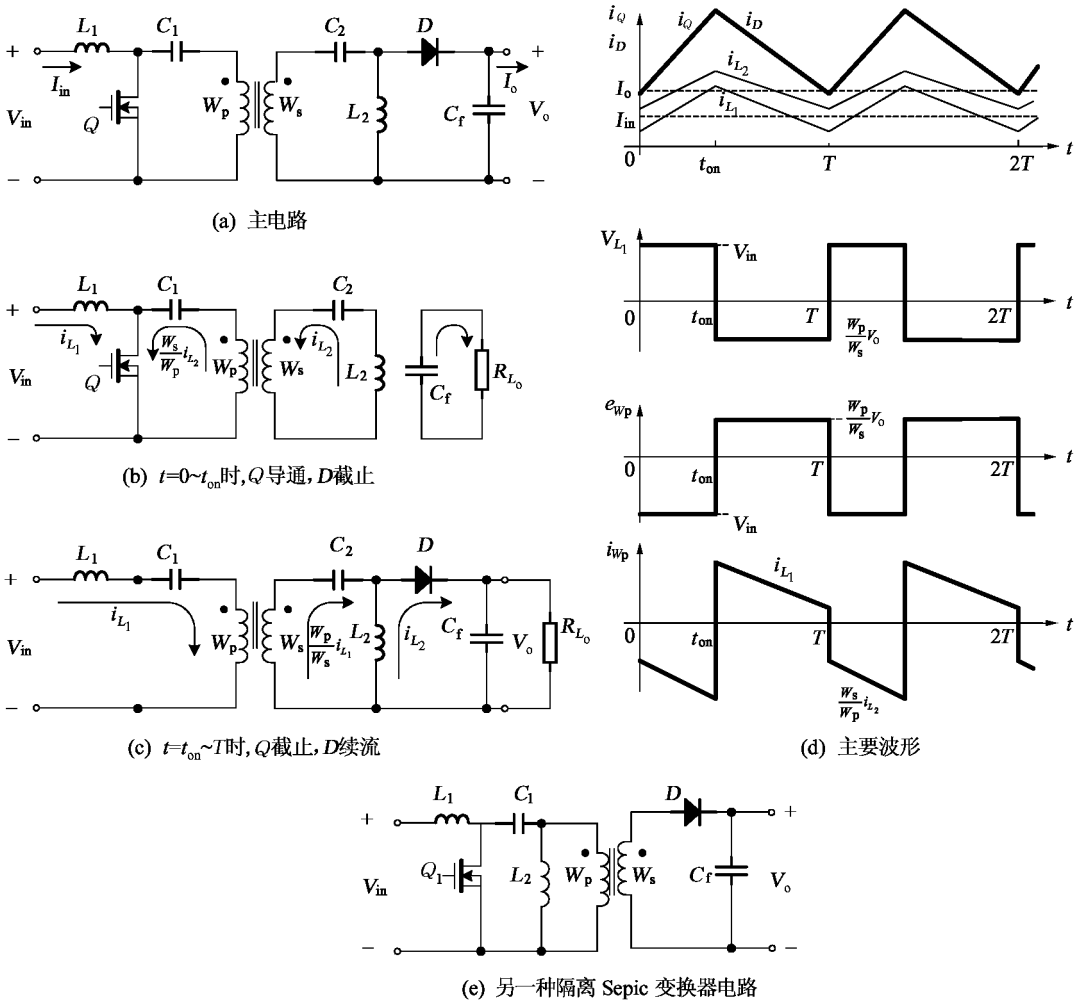 L1 C1 C2 D
+ + + 
Iin Io
Vin Q Wp Ws L2 Cf Vo
− −
(a) 主电路
L1 C1 C2
+
iL1 Ws/Wp iL2 iL2
Vin Q Wp Ws L2 Cf RLo
−
(b) t=0~ton时,Q导通,D截止
L1 C1 C2 D
+
iL1 Wp/Ws iL1 iL2
Vin Wp Ws L2 Cf Vo RLo
−
(c) t=ton~T时,Q截止,D续流
iQ iQ iD
iD
iL2
Io iL1
Iin
0 ton T 2T t
VL1 Vin
0 ton T 2T t
Wp/Ws Vo
eWp Wp/Ws Vo
0 ton T 2T t
Vin
iWp iL1
0 ton T 2T t
Ws/Wp iL2
(d) 主要波形
L1 C1 D
+ +
Vin Q1 L2 Wp Ws Cf Vo
− −
(e) 另一种隔离 Sepic 变换器电路